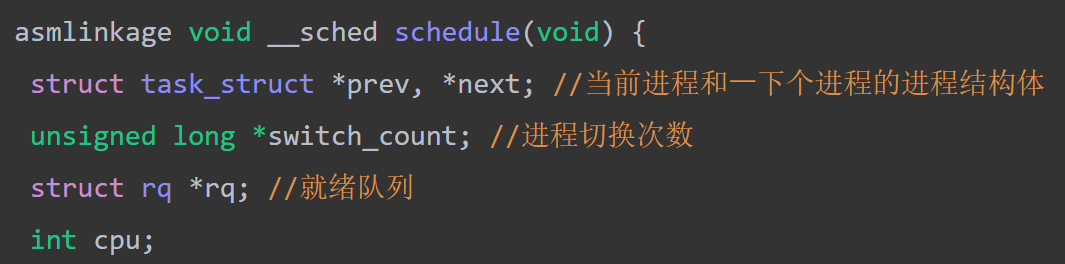 asmlinkage void __sched schedule(void) {
struct task_struct *prev, *next; //当前进程和一下个进程的进程结构体
unsigned long *switch_count; //进程切换次数
struct rq *rq; //就绪队列
int cpu;